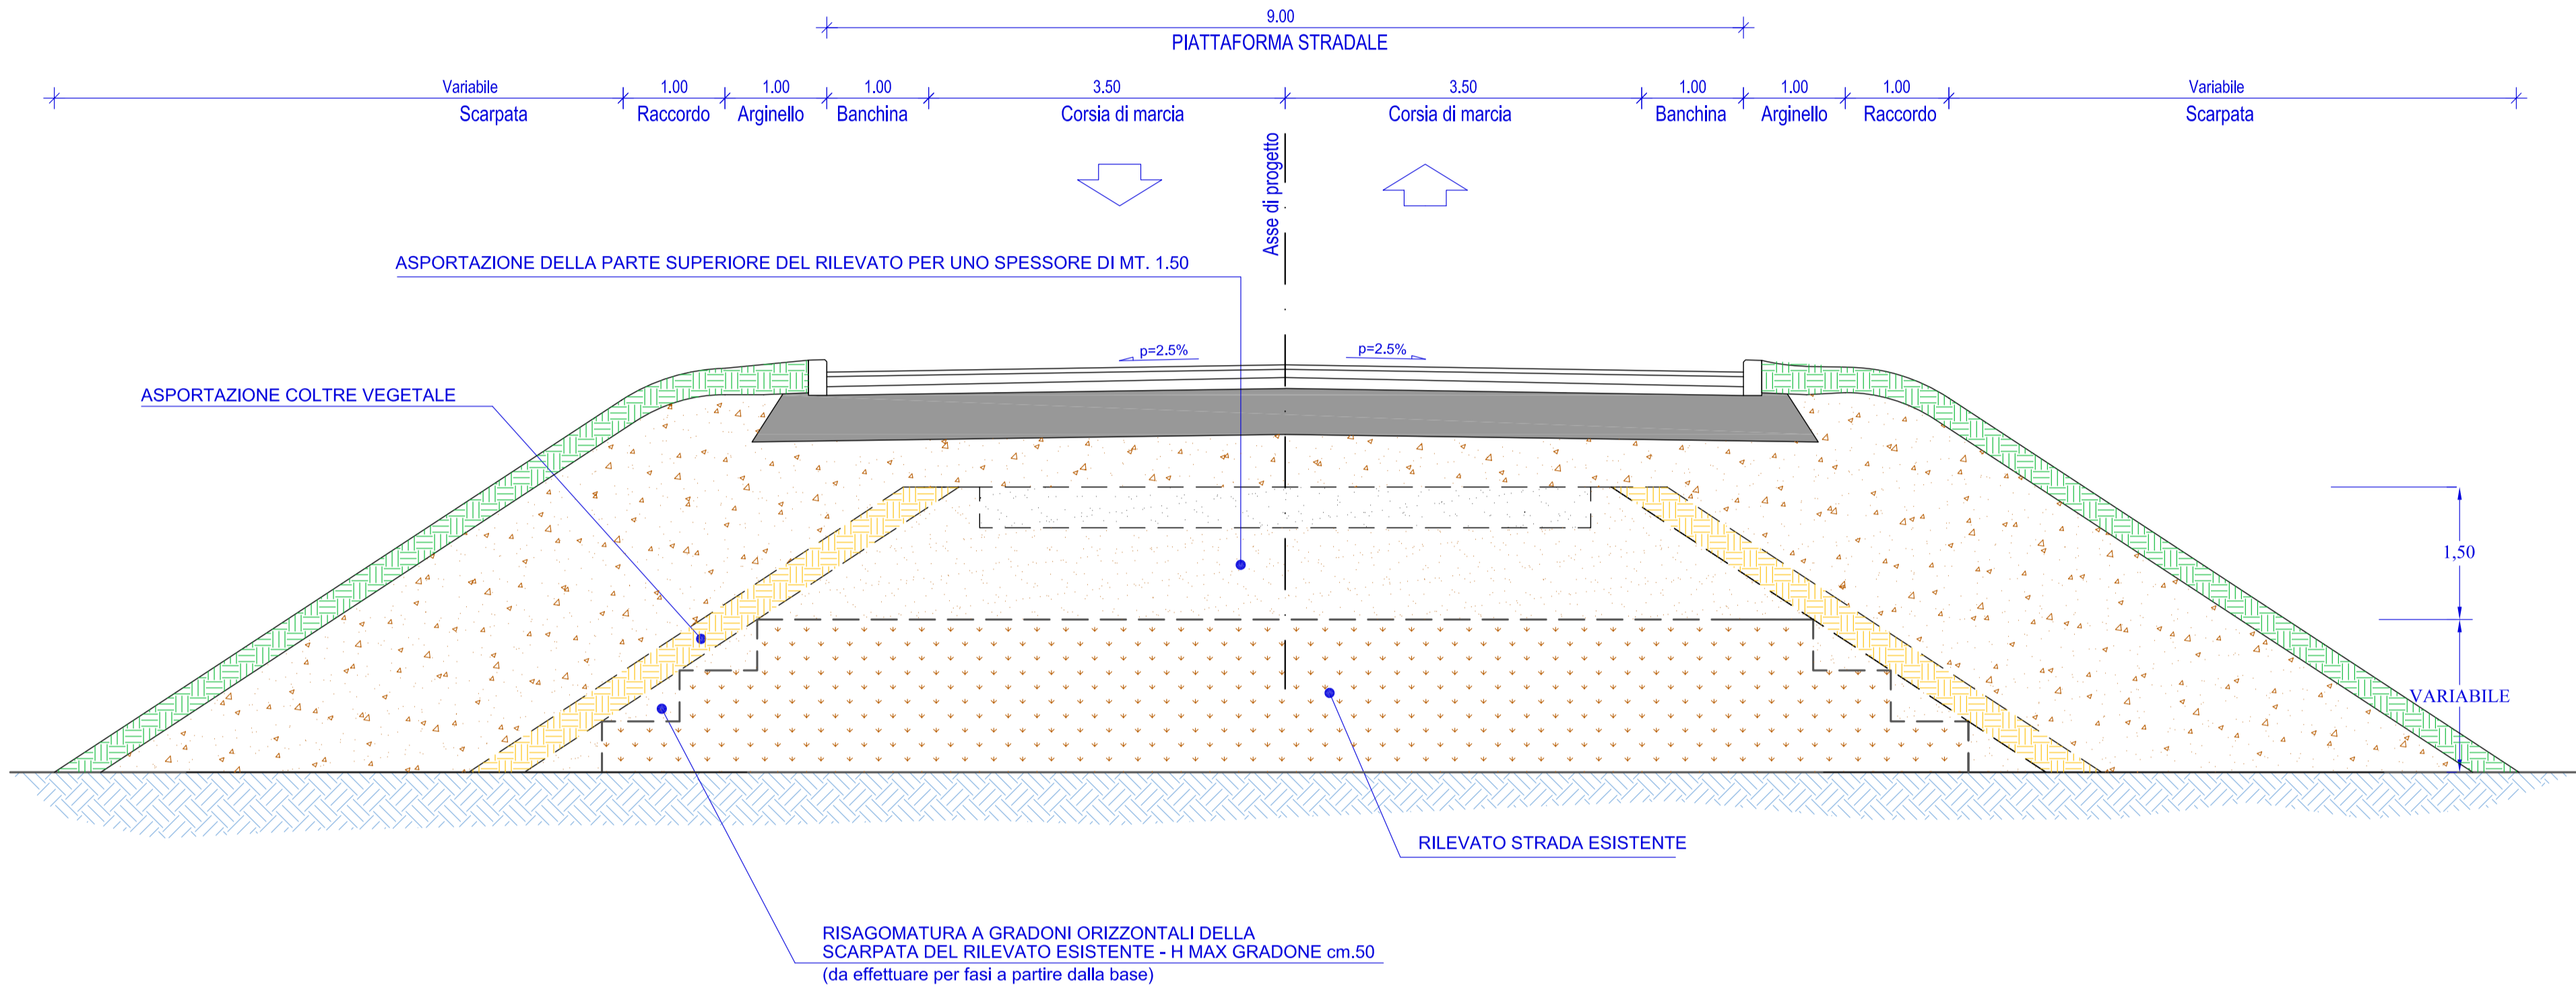 9.00
PIATTAFORMA STRADALE
Variabile 1.00 1.00 1.00 3.50 3.50 1.00 1.00 1.00 Variabile
Scarpata Raccordo Arginello Banchina Corsia di marcia Corsia di marcia Banchina Arginello Raccordo Scarpata
Asse di progetto
ASPORTAZIONE DELLA PARTE SUPERIORE DEL RILEVATO PER UNO SPESSORE DI MT. 1.50
p=2.5% p=2.5%
ASPORTAZIONE COLTRE VEGETALE
1,50
VARIABILE
RILEVATO STRADA ESISTENTE
RISAGOMATURA A GRADONI ORIZZONTALI DELLA
SCARPATA DEL RILEVATO ESISTENTE - H MAX GRADONE cm.50
(da effettuare per fasi a partire dalla base)